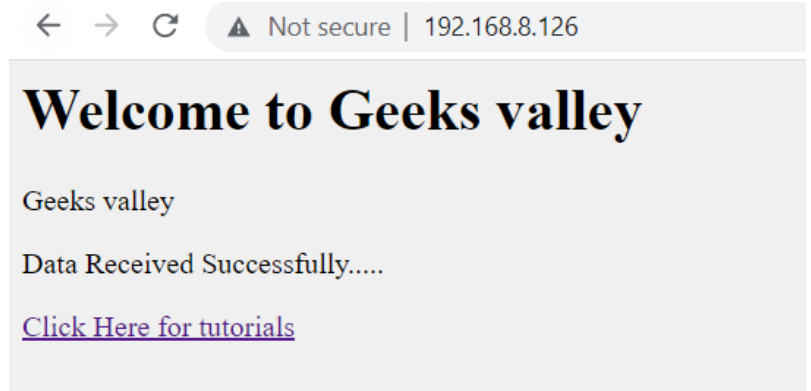 Not secure | 192.168.8.126
Welcome to Geeks valley
Geeks valley
Data Received Successfully.....
Click Here for tutorials